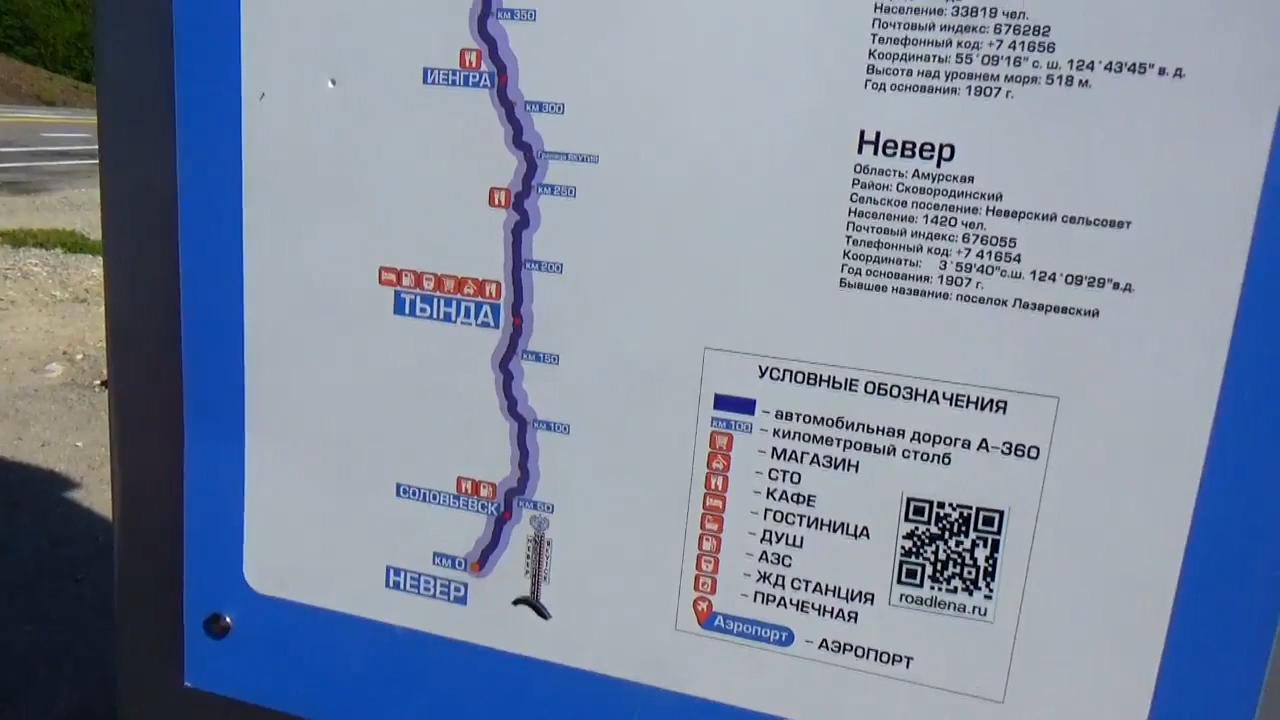 км 350
ИЕНГРА
км 300
Граница ЯКУТИЯ
км 250
км 200
ТЫНДА
км 150
км 100
СОЛОВЬЕВСК
км 50
км 0
НЕВЕР
Население: 33819 чел.
Почтовый индекс: 676282
Телефонный код: +7 41656
Координаты: 55°09'16" с. ш. 124°43'45" в. д.
Высота над уровнем моря: 518 м.
Год основания: 1907 г.
Невер
Область: Амурская
Район: Сковородинский
Сельское поселение: Неверский сельсовет
Население: 1420 чел.
Почтовый индекс: 676055
Телефонный код: +7 41654
Координаты: 3°59'40"с.ш. 124°09'29"в.д.
Год основания: 1907 г.
Бывшее название: поселок Лазаревский
УСЛОВНЫЕ ОБОЗНАЧЕНИЯ
– автомобильная дорога А-360
км 100 – километровый столб
– МАГАЗИН
– СТО
– КАФЕ
– ГОСТИНИЦА
– ДУШ
– АЗС
– ЖД СТАНЦИЯ
– ПРАЧЕЧНАЯ
Аэропорт – АЭРОПОРТ
roadlena.ru